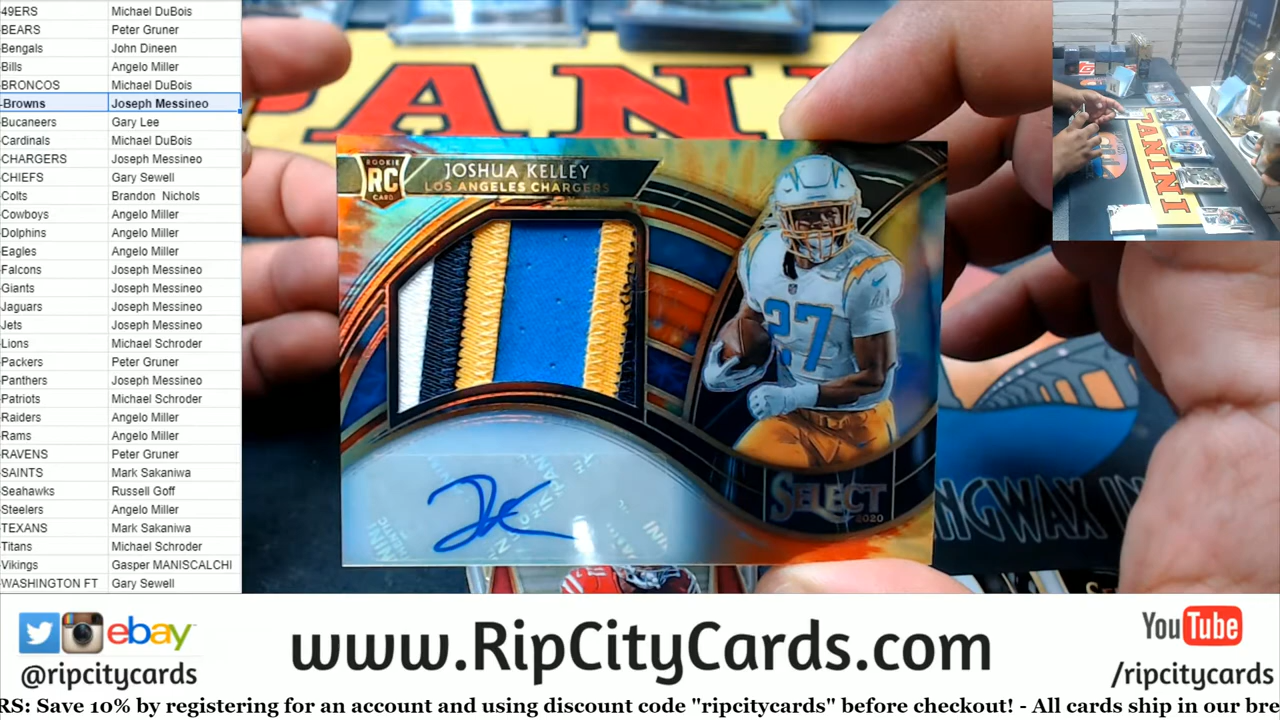 49ERS Michael DuBois
BEARS Peter Gruner
Bengals John Dineen
Bills Angelo Miller
BRONCOS Michael DuBois
-Browns Joseph Messineo
Bucaneers Gary Lee
Cardinals Michael DuBois
CHARGERS Joseph Messineo
CHIEFS Gary Sewell
Colts Brandon Nichols
Cowboys Angelo Miller
Dolphins Angelo Miller
Eagles Angelo Miller
Falcons Joseph Messineo
Giants Joseph Messineo
Jaguars Joseph Messineo
Jets Joseph Messineo
Lions Michael Schroder
Packers Peter Gruner
Panthers Joseph Messineo
Patriots Michael Schroder
Raiders Angelo Miller
Rams Angelo Miller
RAVENS Peter Gruner
SAINTS Mark Sakaniwa
Seahawks Russell Goff
Steelers Angelo Miller
TEXANS Mark Sakaniwa
Titans Michael Schroder
Vikings Gasper MANISCALCHI
WASHINGTON FT Gary Sewell
PANINI
PANINI
ROOKIE
RC
CARD
JOSHUA KELLEY
LOS ANGELES CHARGERS
27
SELECT
2020
NGWAX IN
ebay
@ripcitycards
www.RipCityCards.com
YouTube
/ripcitycards
RS: Save 10% by registering for an account and using discount code "ripcitycards" before checkout! - All cards ship in our bre